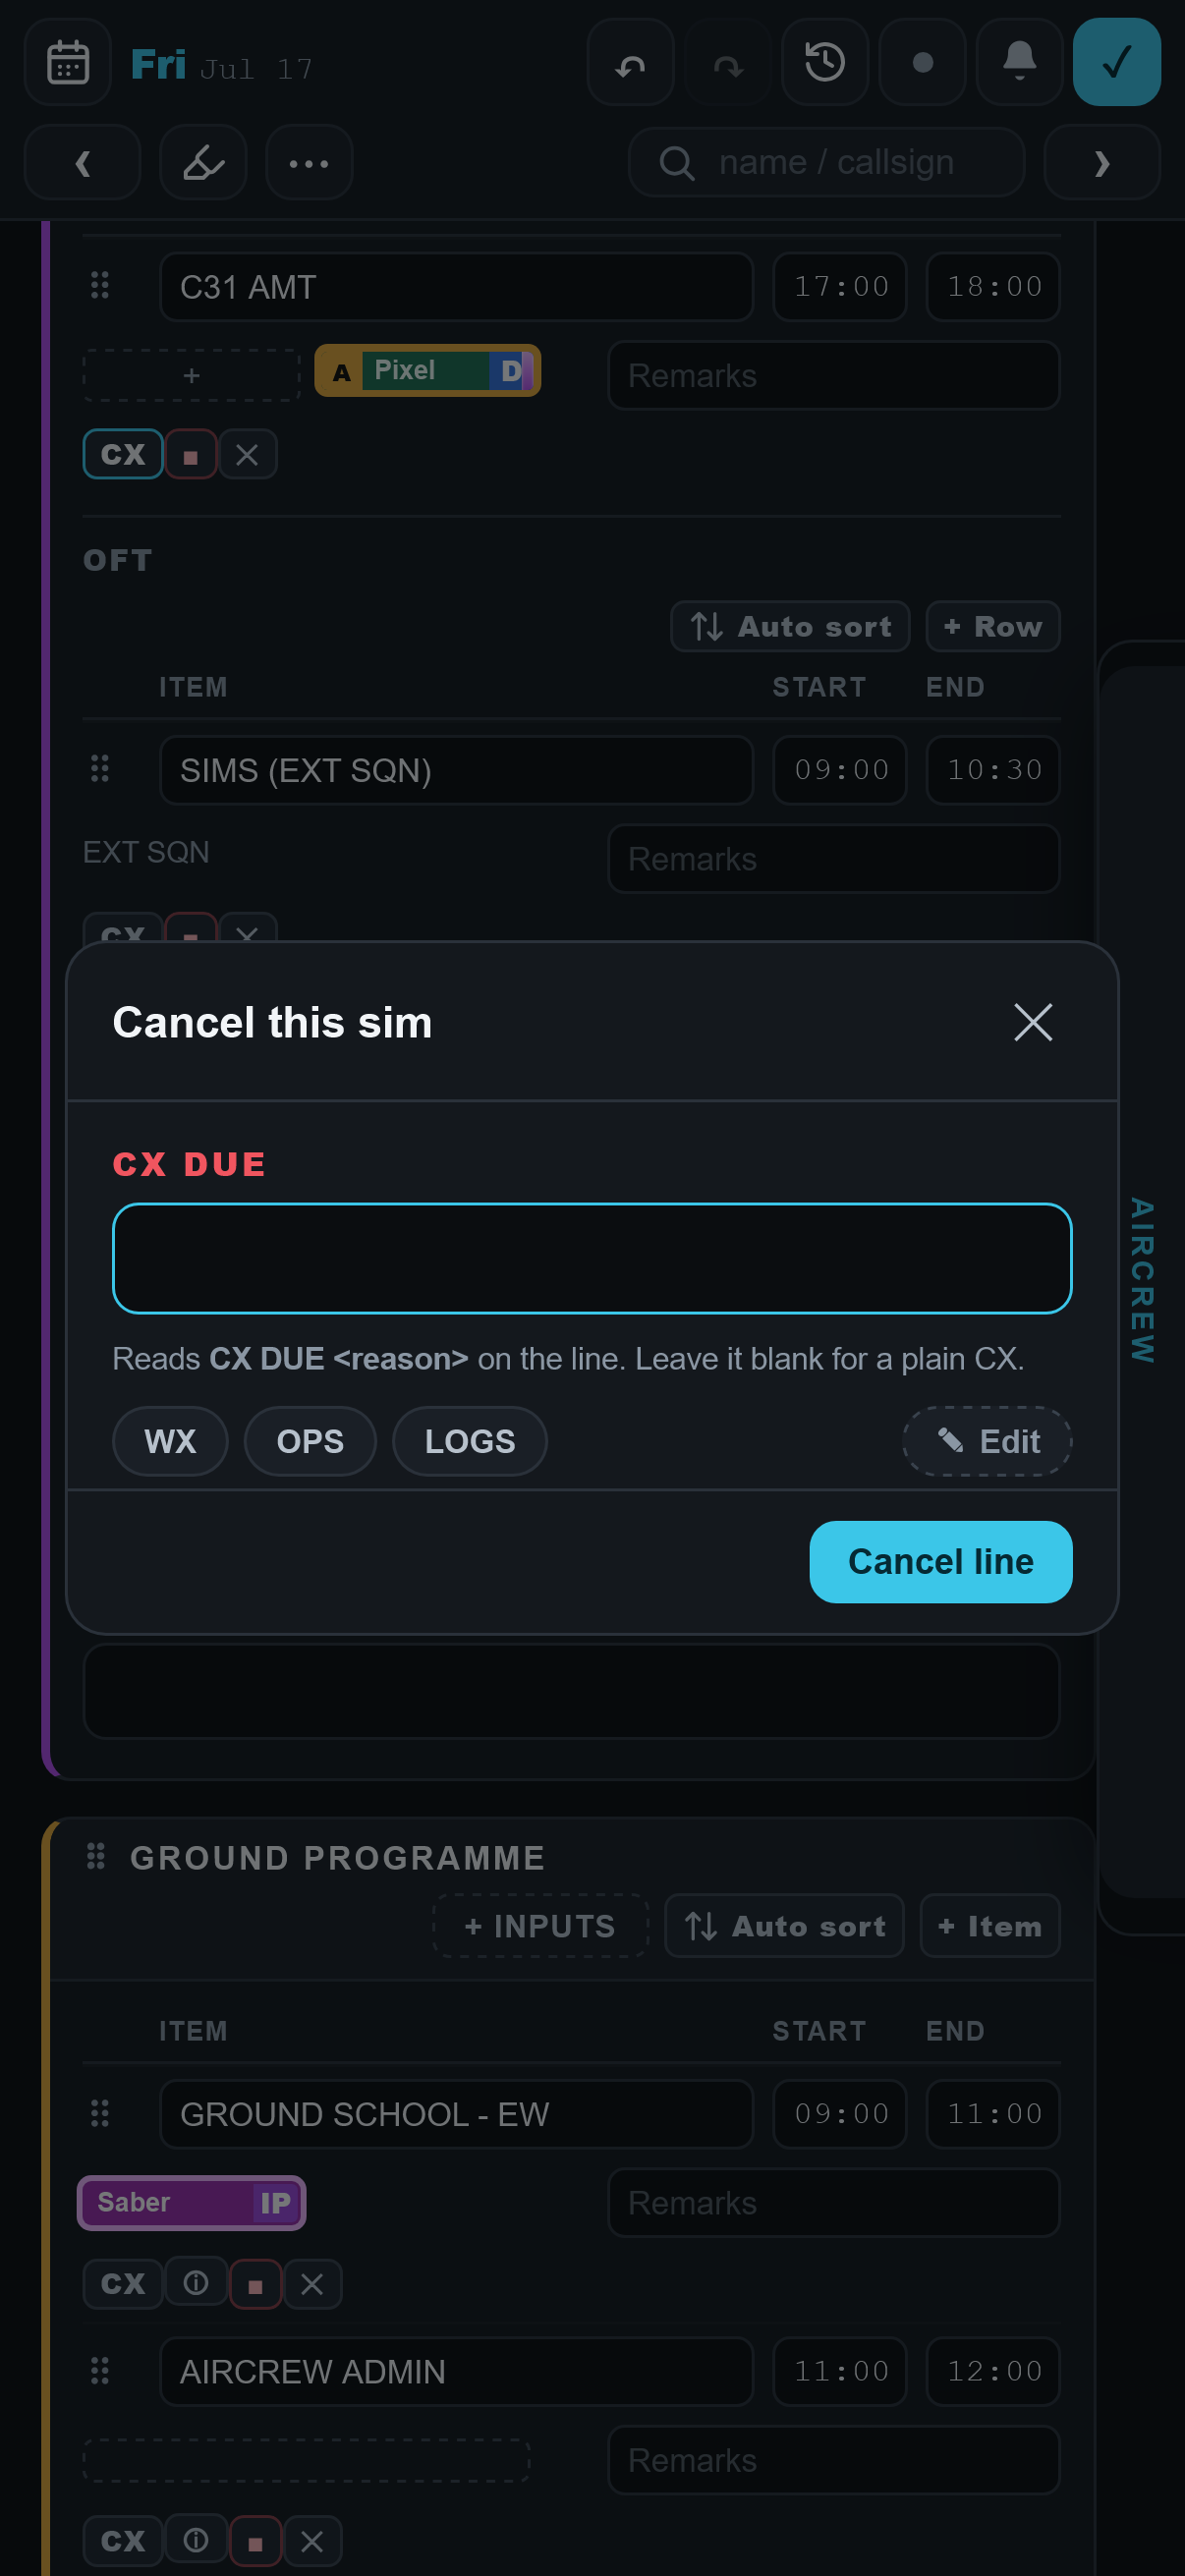 Fri Jul 17
name / callsign
C31 AMT 17:00 18:00
+ A Pixel D Remarks
CX
OFT
Auto sort + Row
ITEM START END
SIMS (EXT SQN) 09:00 10:30
EXT SQN Remarks
CX
Cancel this sim
CX DUE
Reads CX DUE <reason> on the line. Leave it blank for a plain CX.
WX OPS LOGS Edit
Cancel line
AIRCREW
GROUND PROGRAMME
+ INPUTS Auto sort + Item
ITEM START END
GROUND SCHOOL - EW 09:00 11:00
Saber IP Remarks
CX
AIRCREW ADMIN 11:00 12:00
Remarks
CX